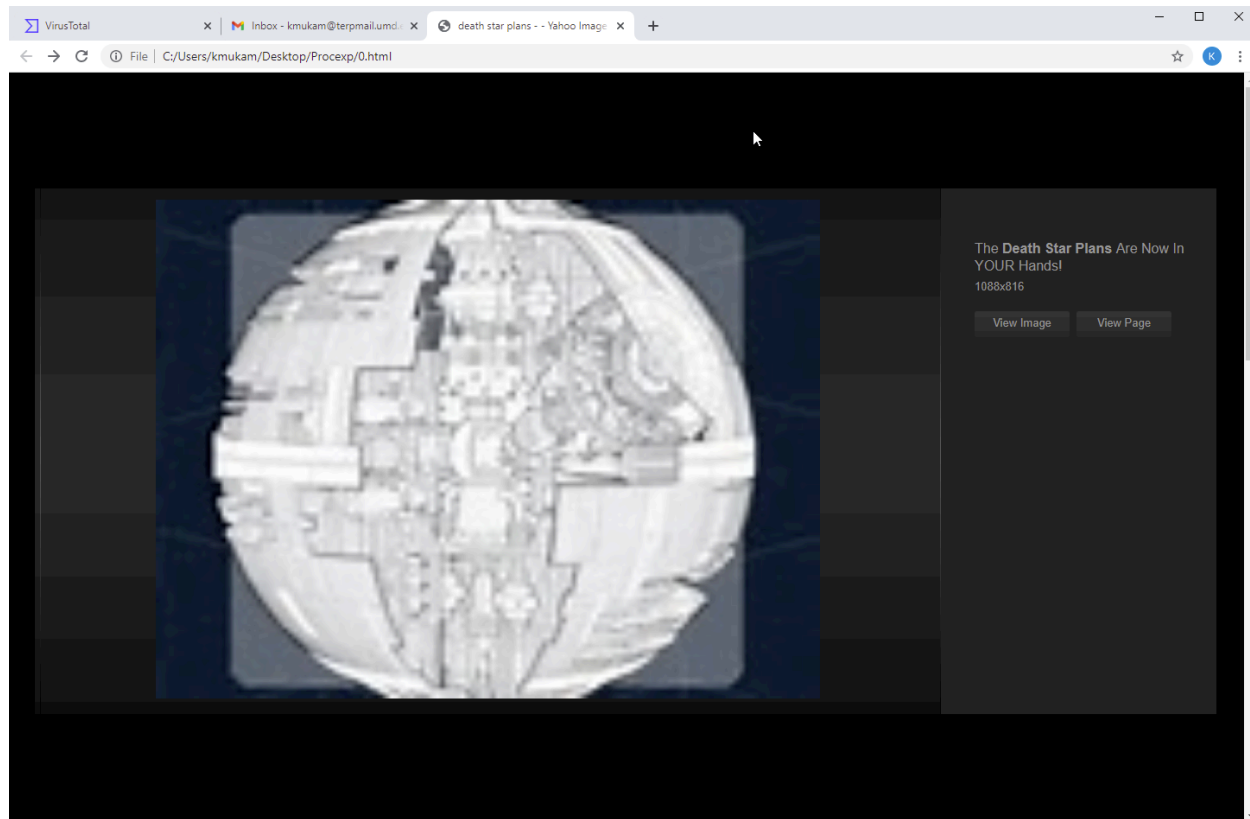 VirusTotal
Inbox - kmukam@terpmail.umd.
death star plans - - Yahoo Image
File
C:/Users/kmukam/Desktop/Procexp/0.html
K
The Death Star Plans Are Now In
YOUR Hands!
1088x816
View Image
View Page